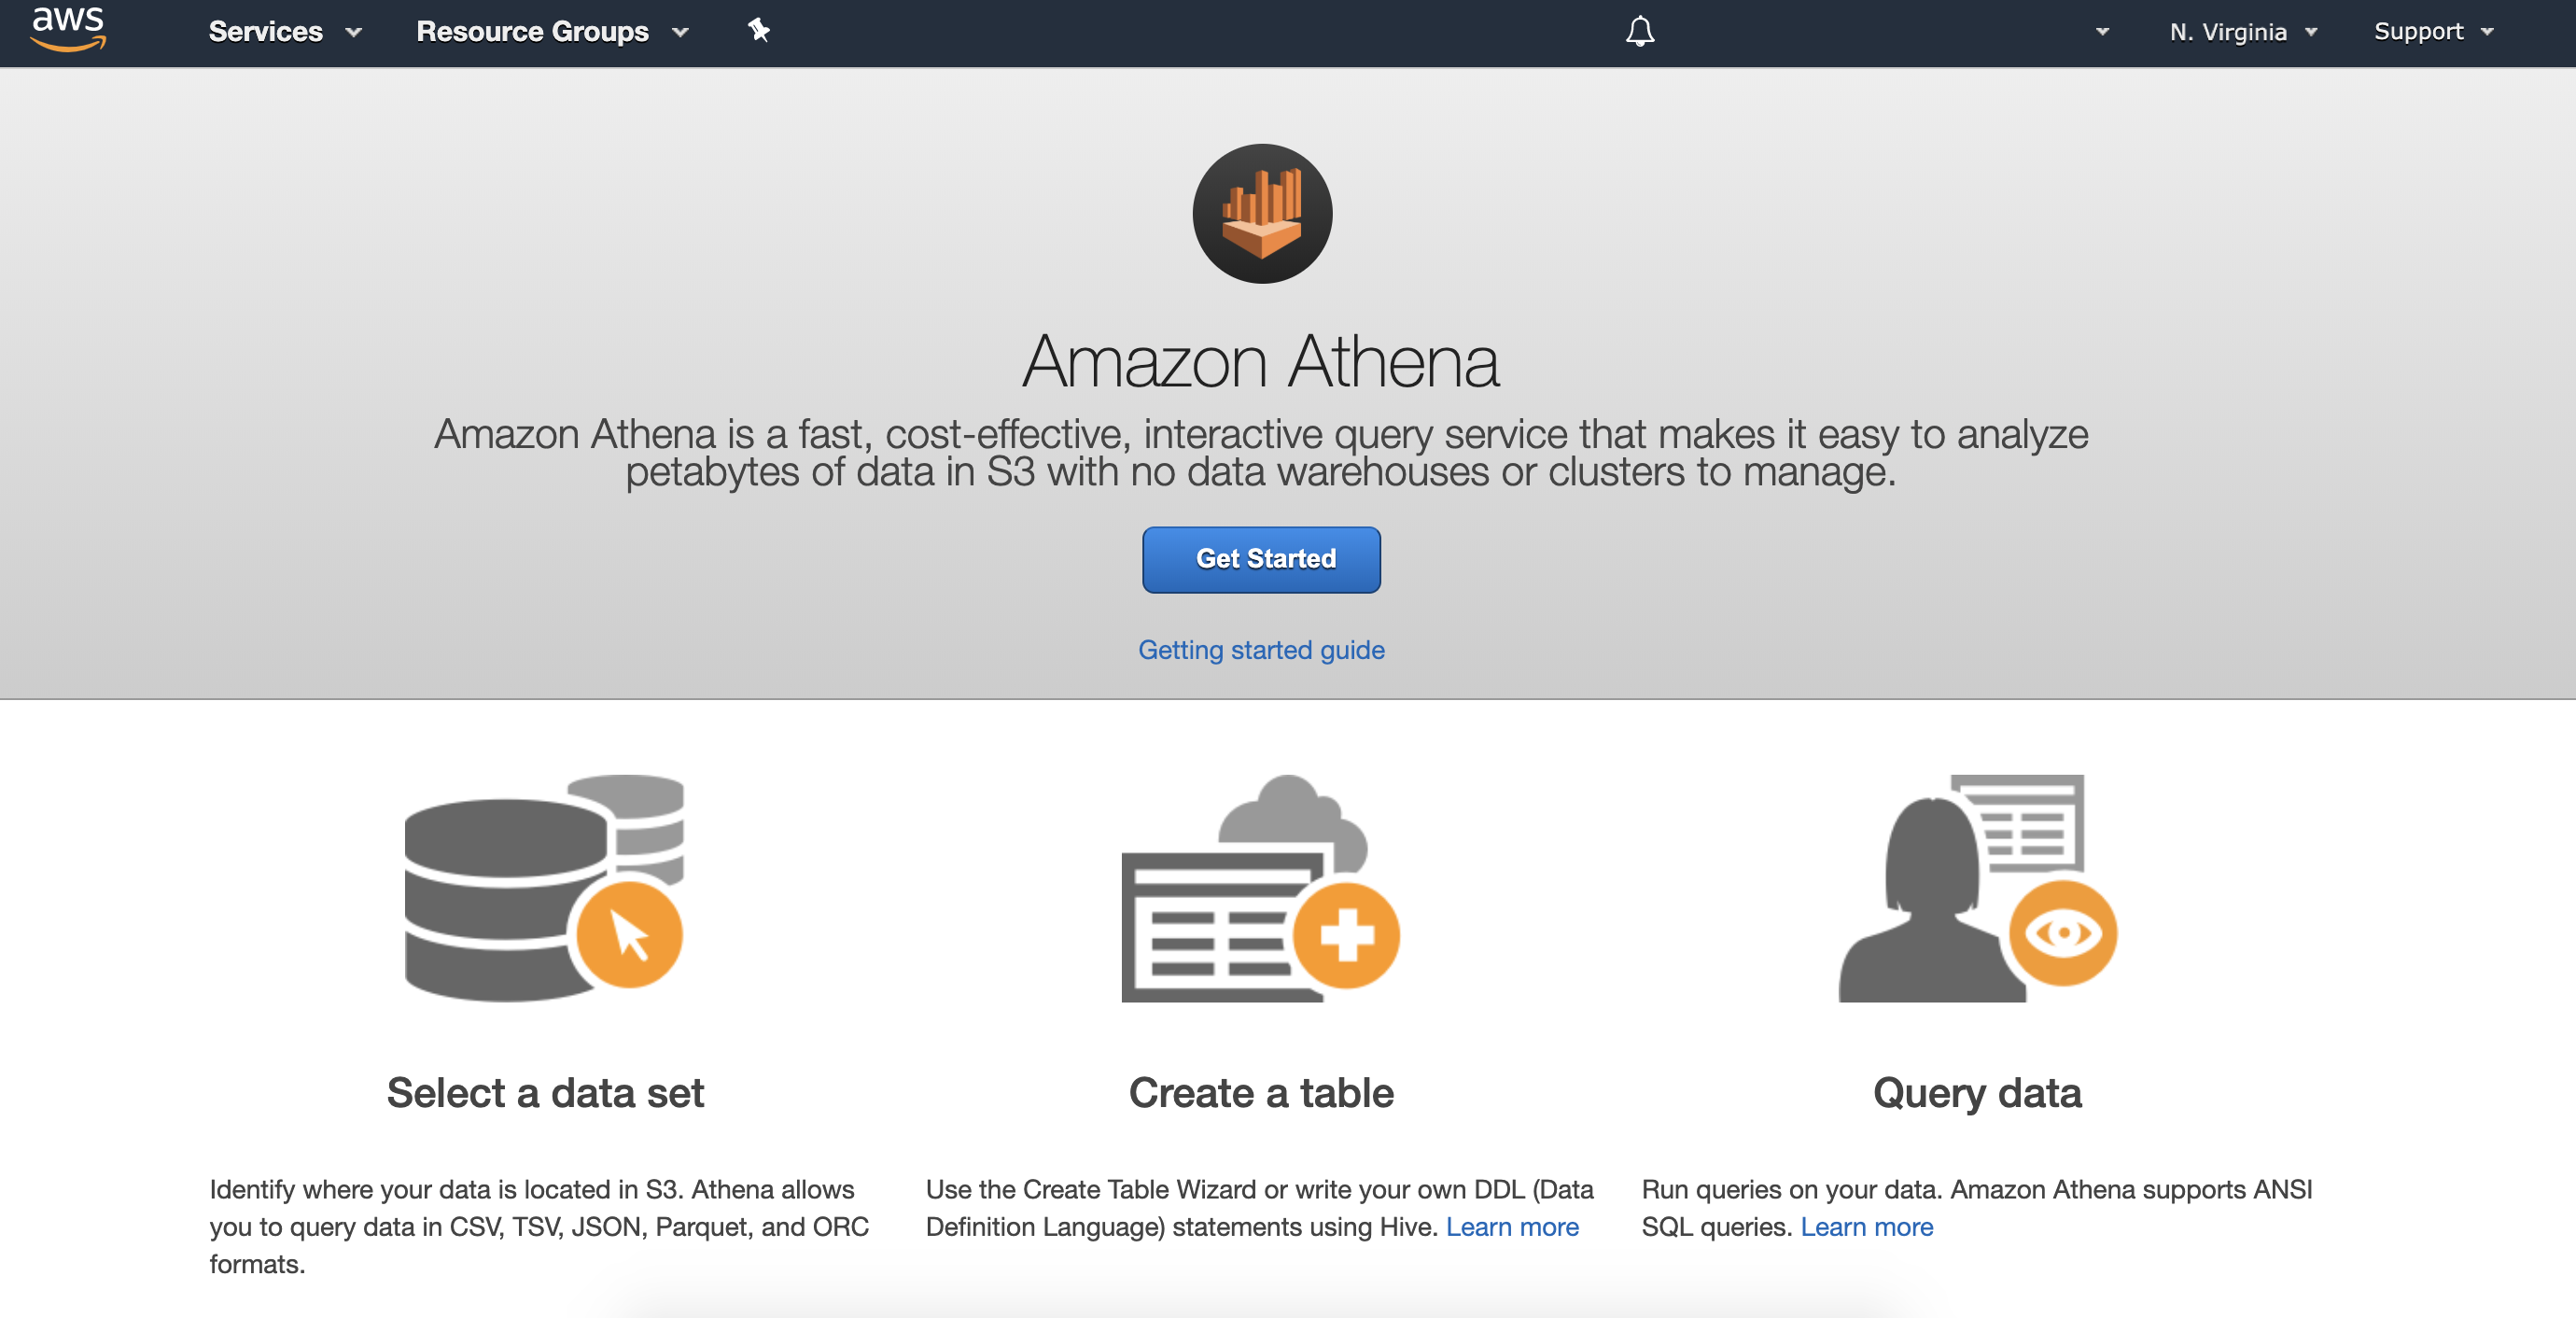 aws
Services
Resource Groups
N. Virginia
Support
Amazon Athena
Amazon Athena is a fast, cost-effective, interactive query service that makes it easy to analyze
petabytes of data in S3 with no data warehouses or clusters to manage.
Get Started
Getting started guide
Select a data set
Identify where your data is located in S3. Athena allows
you to query data in CSV, TSV, JSON, Parquet, and ORC
formats.
Create a table
Use the Create Table Wizard or write your own DDL (Data
Definition Language) statements using Hive. Learn more
Query data
Run queries on your data. Amazon Athena supports ANSI
SQL queries. Learn more